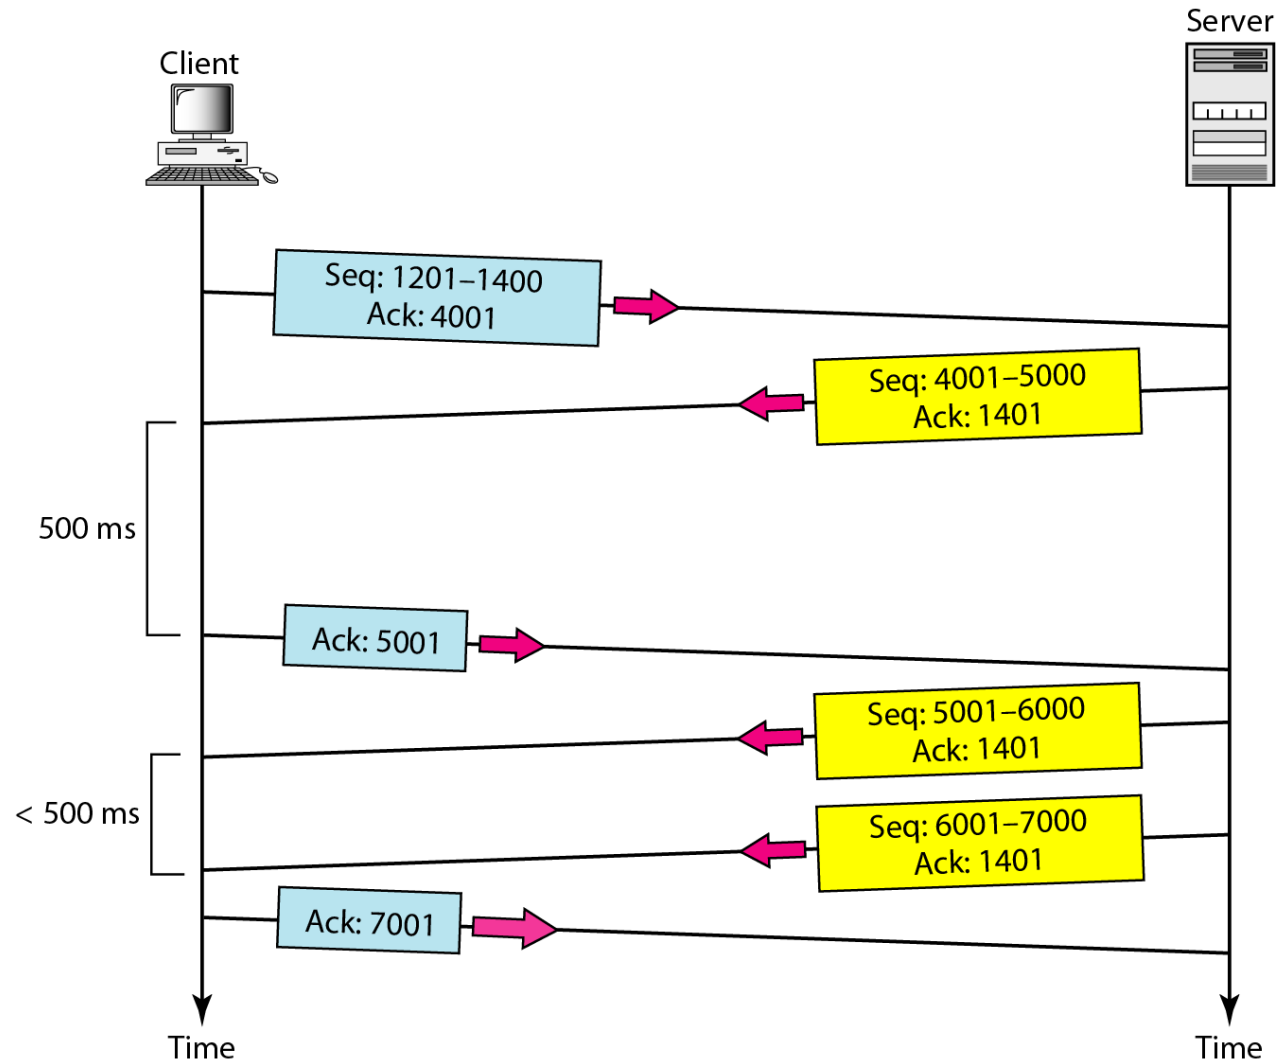 Server
Client
Seq: 1201–1400
Ack: 4001
Seq: 4001–5000
Ack: 1401
500 ms
Ack: 5001
Seq: 5001–6000
Ack: 1401
< 500 ms
Seq: 6001–7000
Ack: 1401
Ack: 7001
Time
Time